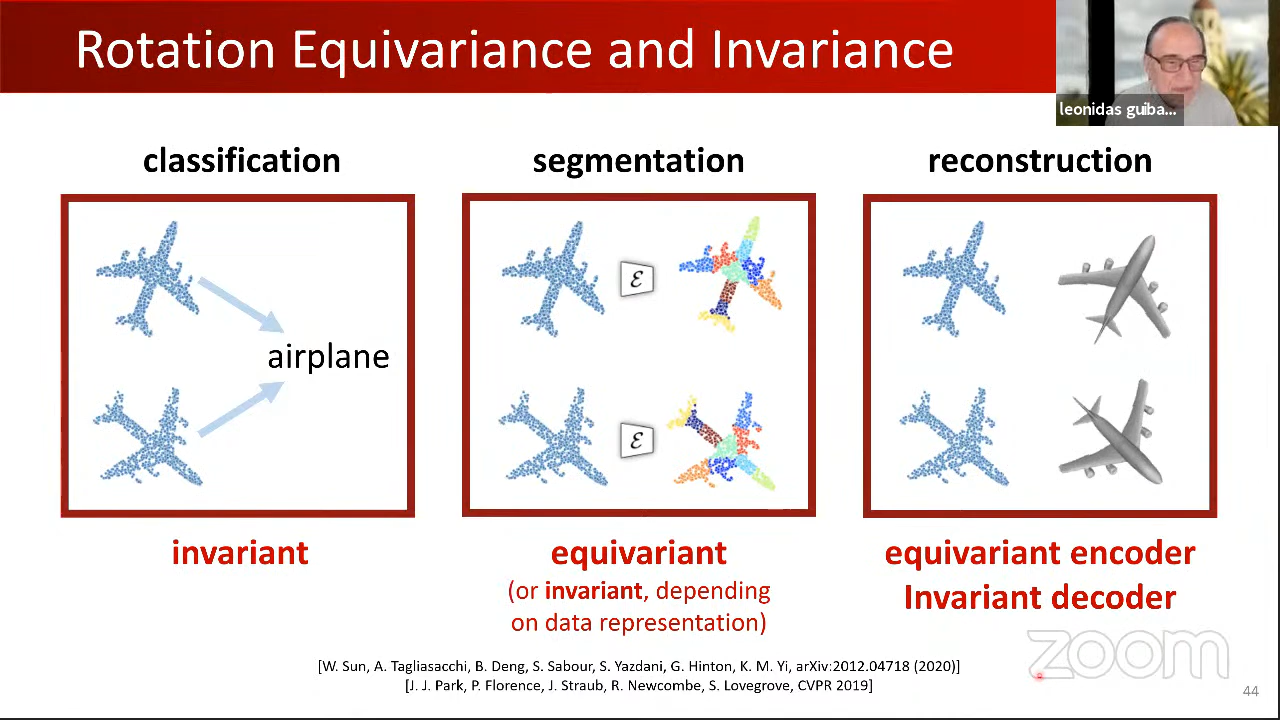 Rotation Equivariance and Invariance
leonidas guiba...
classification
segmentation
reconstruction
airplane
ℰ
ℰ
invariant
equivariant
(or invariant, depending
on data representation)
equivariant encoder
Invariant decoder
zoom
[W. Sun, A. Tagliasacchi, B. Deng, S. Sabour, S. Yazdani, G. Hinton, K. M. Yi, arXiv:2012.04718 (2020)]
[J. J. Park, P. Florence, J. Straub, R. Newcombe, S. Lovegrove, CVPR 2019]
44